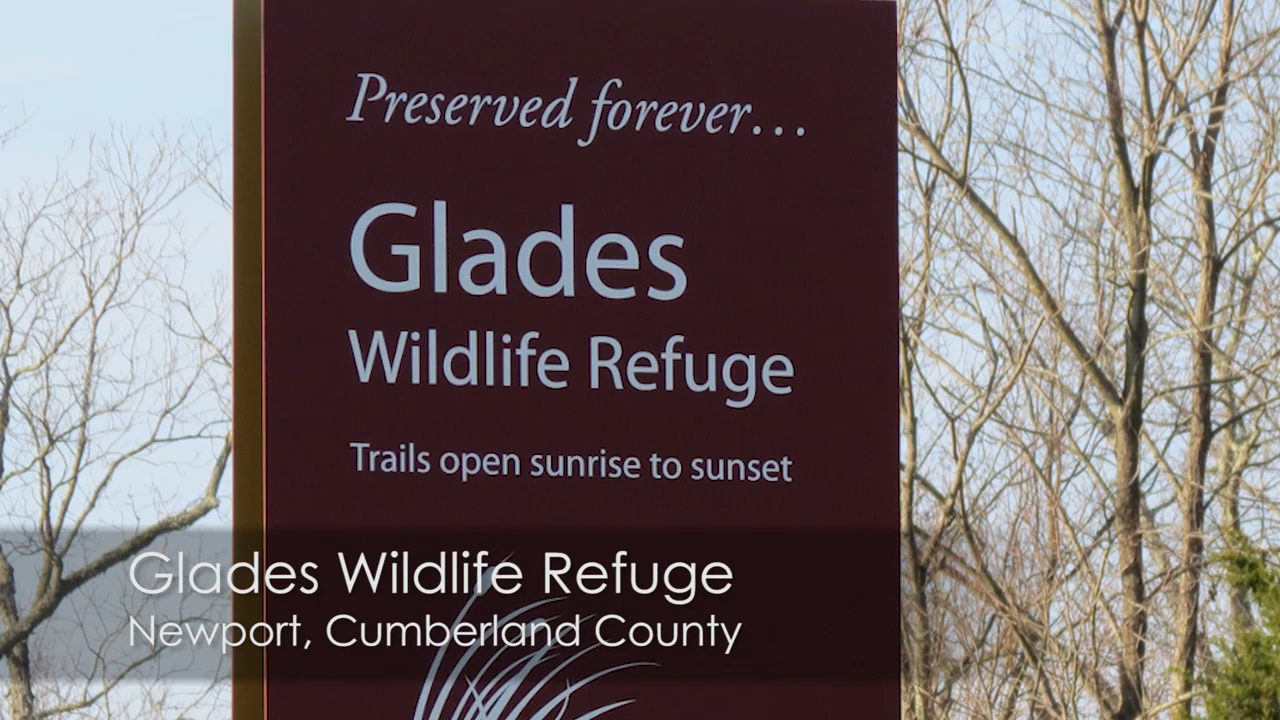 Preserved forever...
Glades
Wildlife Refuge
Trails open sunrise to sunset
Glades Wildlife Refuge
Newport, Cumberland County